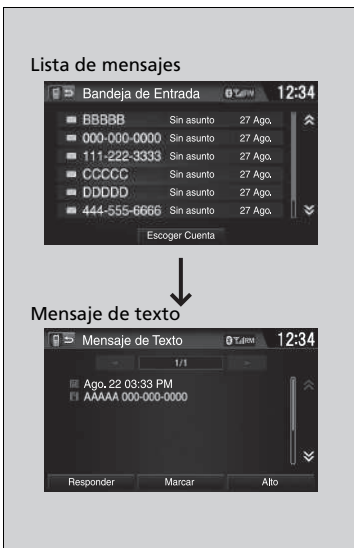 Lista de mensajes
Bandeja de Entrada 12:34
BBBBB Sin asunto 27 Ago.
000-000-0000 Sin asunto 27 Ago.
111-222-3333 Sin asunto 27 Ago.
CCCCC Sin asunto 27 Ago.
DDDDD Sin asunto 27 Ago.
444-555-6666 Sin asunto 27 Ago.
Escoger Cuenta
Mensaje de texto
Mensaje de Texto 12:34
1/1
Ago. 22 03:33 PM
AAAAA 000-000-0000
Responder Marcar Alto